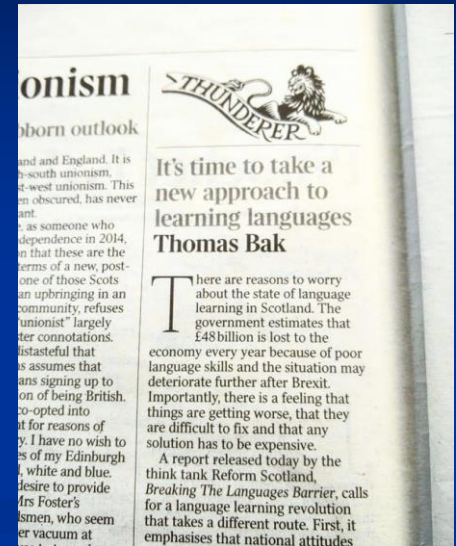 ionism
bborn outlook
and and England. It is
h-south unionism,
st-west unionism. This
en obscured, has never
ant.
, as someone who
dependence in 2014,
n that these are the
terms of a new, post-
one of those Scots
an upbringing in an
community, refuses
"unionist" largely
ter connotations.
listasteful that
is assumes that
ans signing up to
on of being British.
co-opted into
nt for reasons of
y. I have no wish to
es of my Edinburgh
l, white and blue.
desire to provide
Mrs Foster's
lsmen, who seem
er vacuum at
THUNDERER
It's time to take a
new approach to
learning languages
Thomas Bak
There are reasons to worry
about the state of language
learning in Scotland. The
government estimates that
£48 billion is lost to the
economy every year because of poor
language skills and the situation may
deteriorate further after Brexit.
Importantly, there is a feeling that
things are getting worse, that they
are difficult to fix and that any
solution has to be expensive.
A report released today by the
think tank Reform Scotland,
Breaking The Languages Barrier, calls
for a language learning revolution
that takes a different route. First, it
emphasises that national attitudes